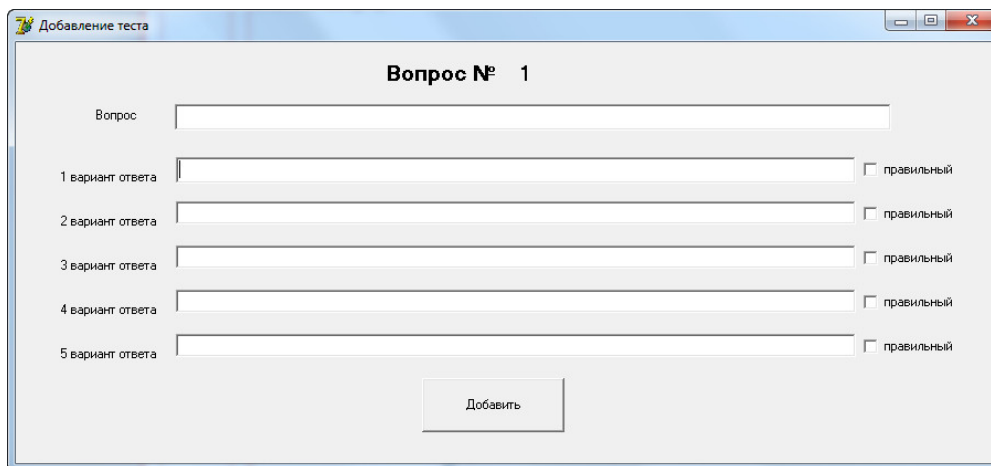 Добавление теста
Вопрос № 1
Вопрос
1 вариант ответа правильный
2 вариант ответа правильный
3 вариант ответа правильный
4 вариант ответа правильный
5 вариант ответа правильный
Добавить